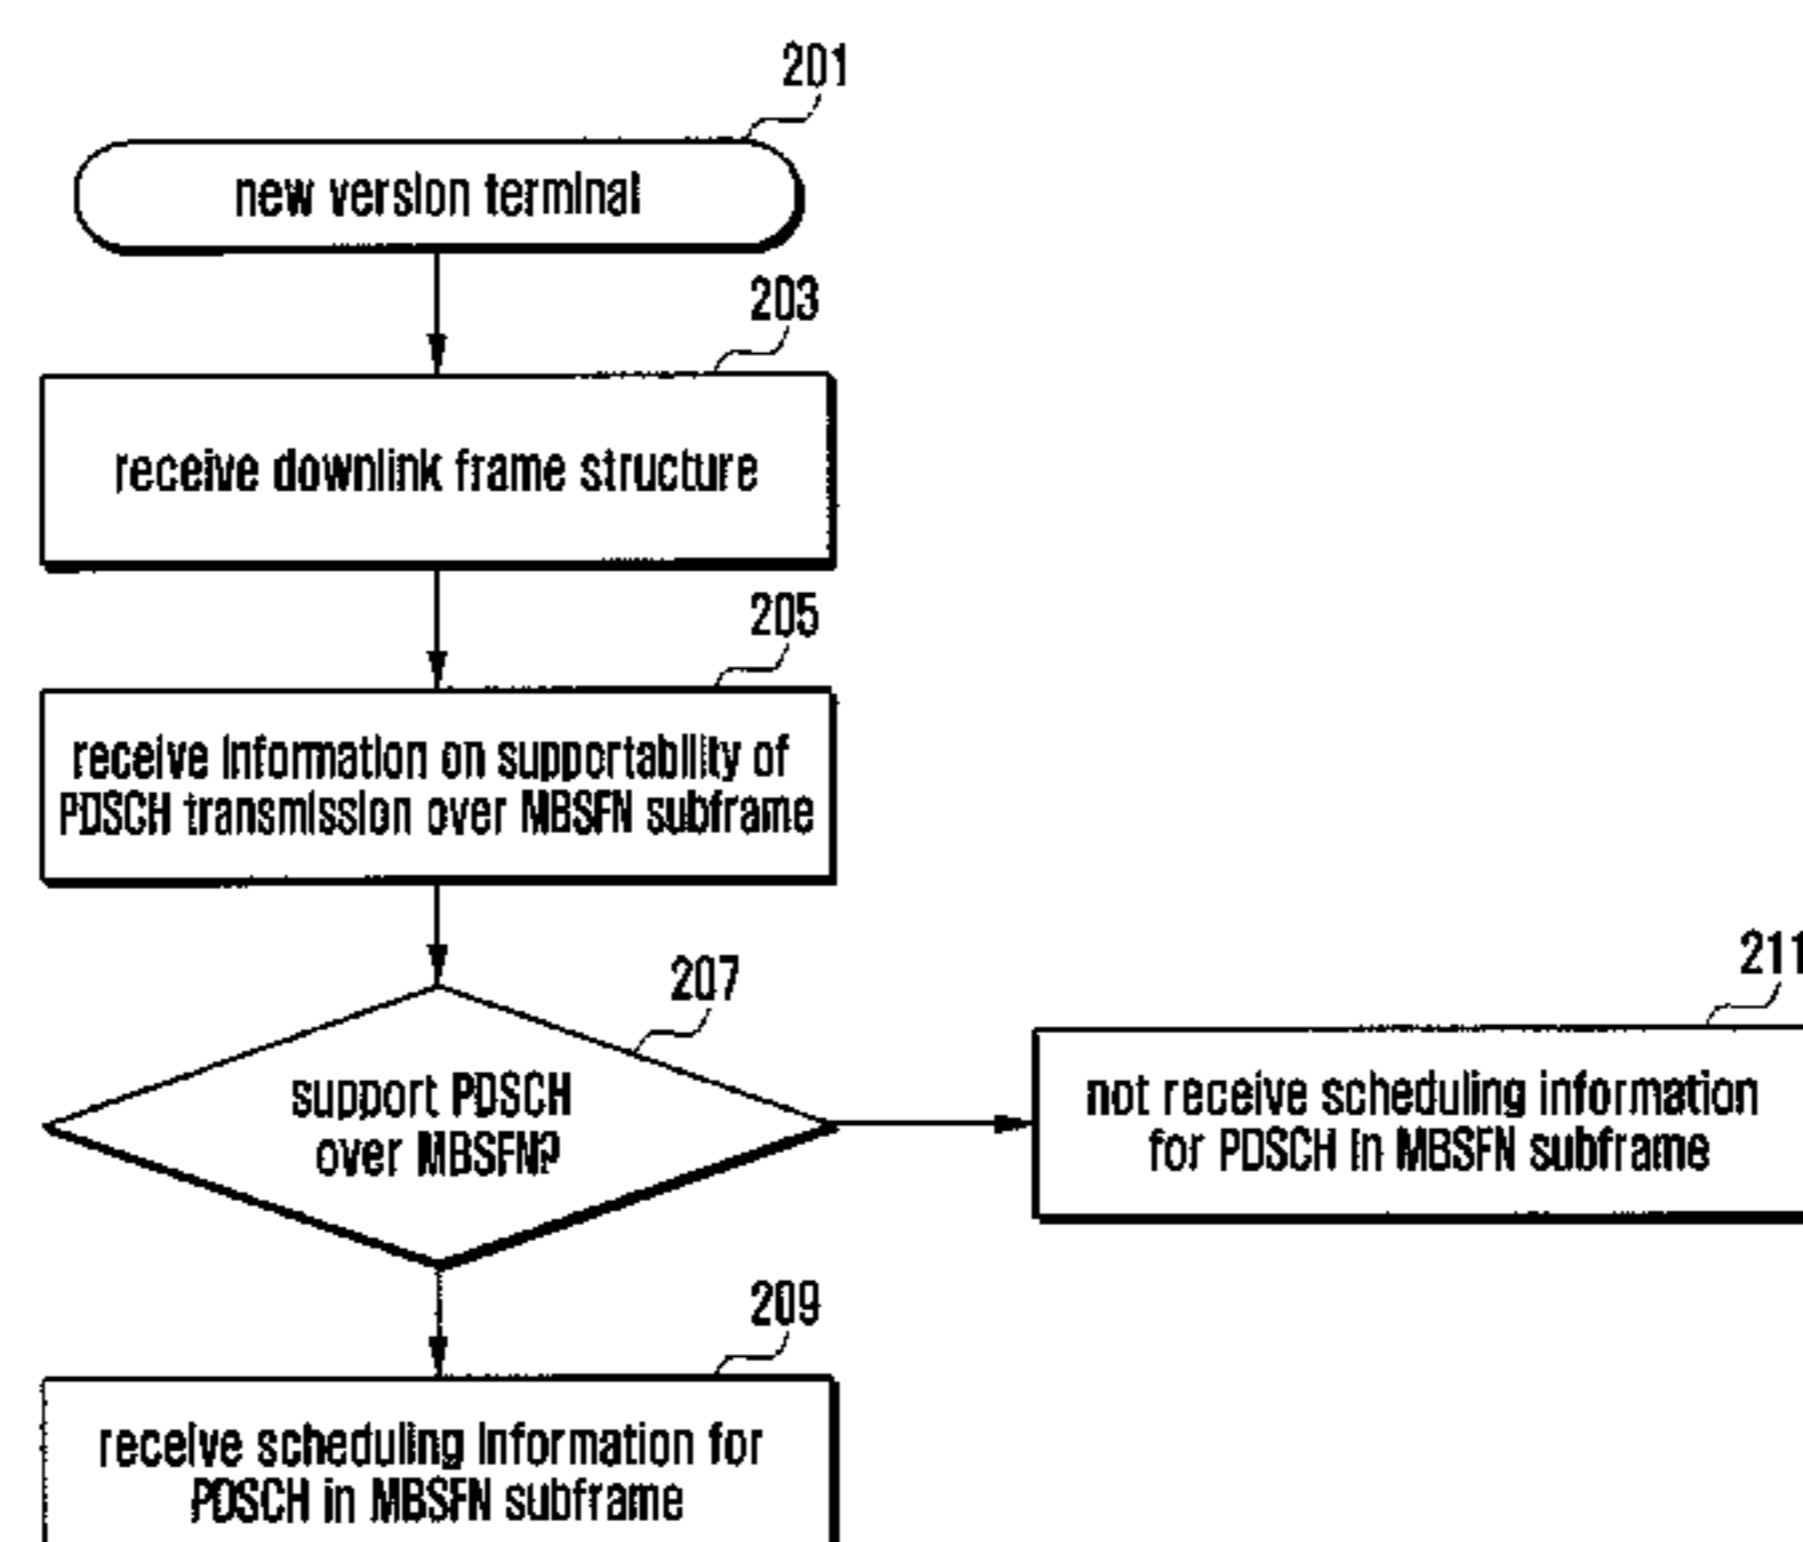 201
new version terminal
203
receive downlink frame structure
205
receive information on supportability of
PDSCH transmission over MBSFN subframe
207
support PDSCH
over MBSFN?
211
not receive scheduling information
for PDSCH in MBSFN subframe
209
receive scheduling information for
PDSCH in MBSFN subframe